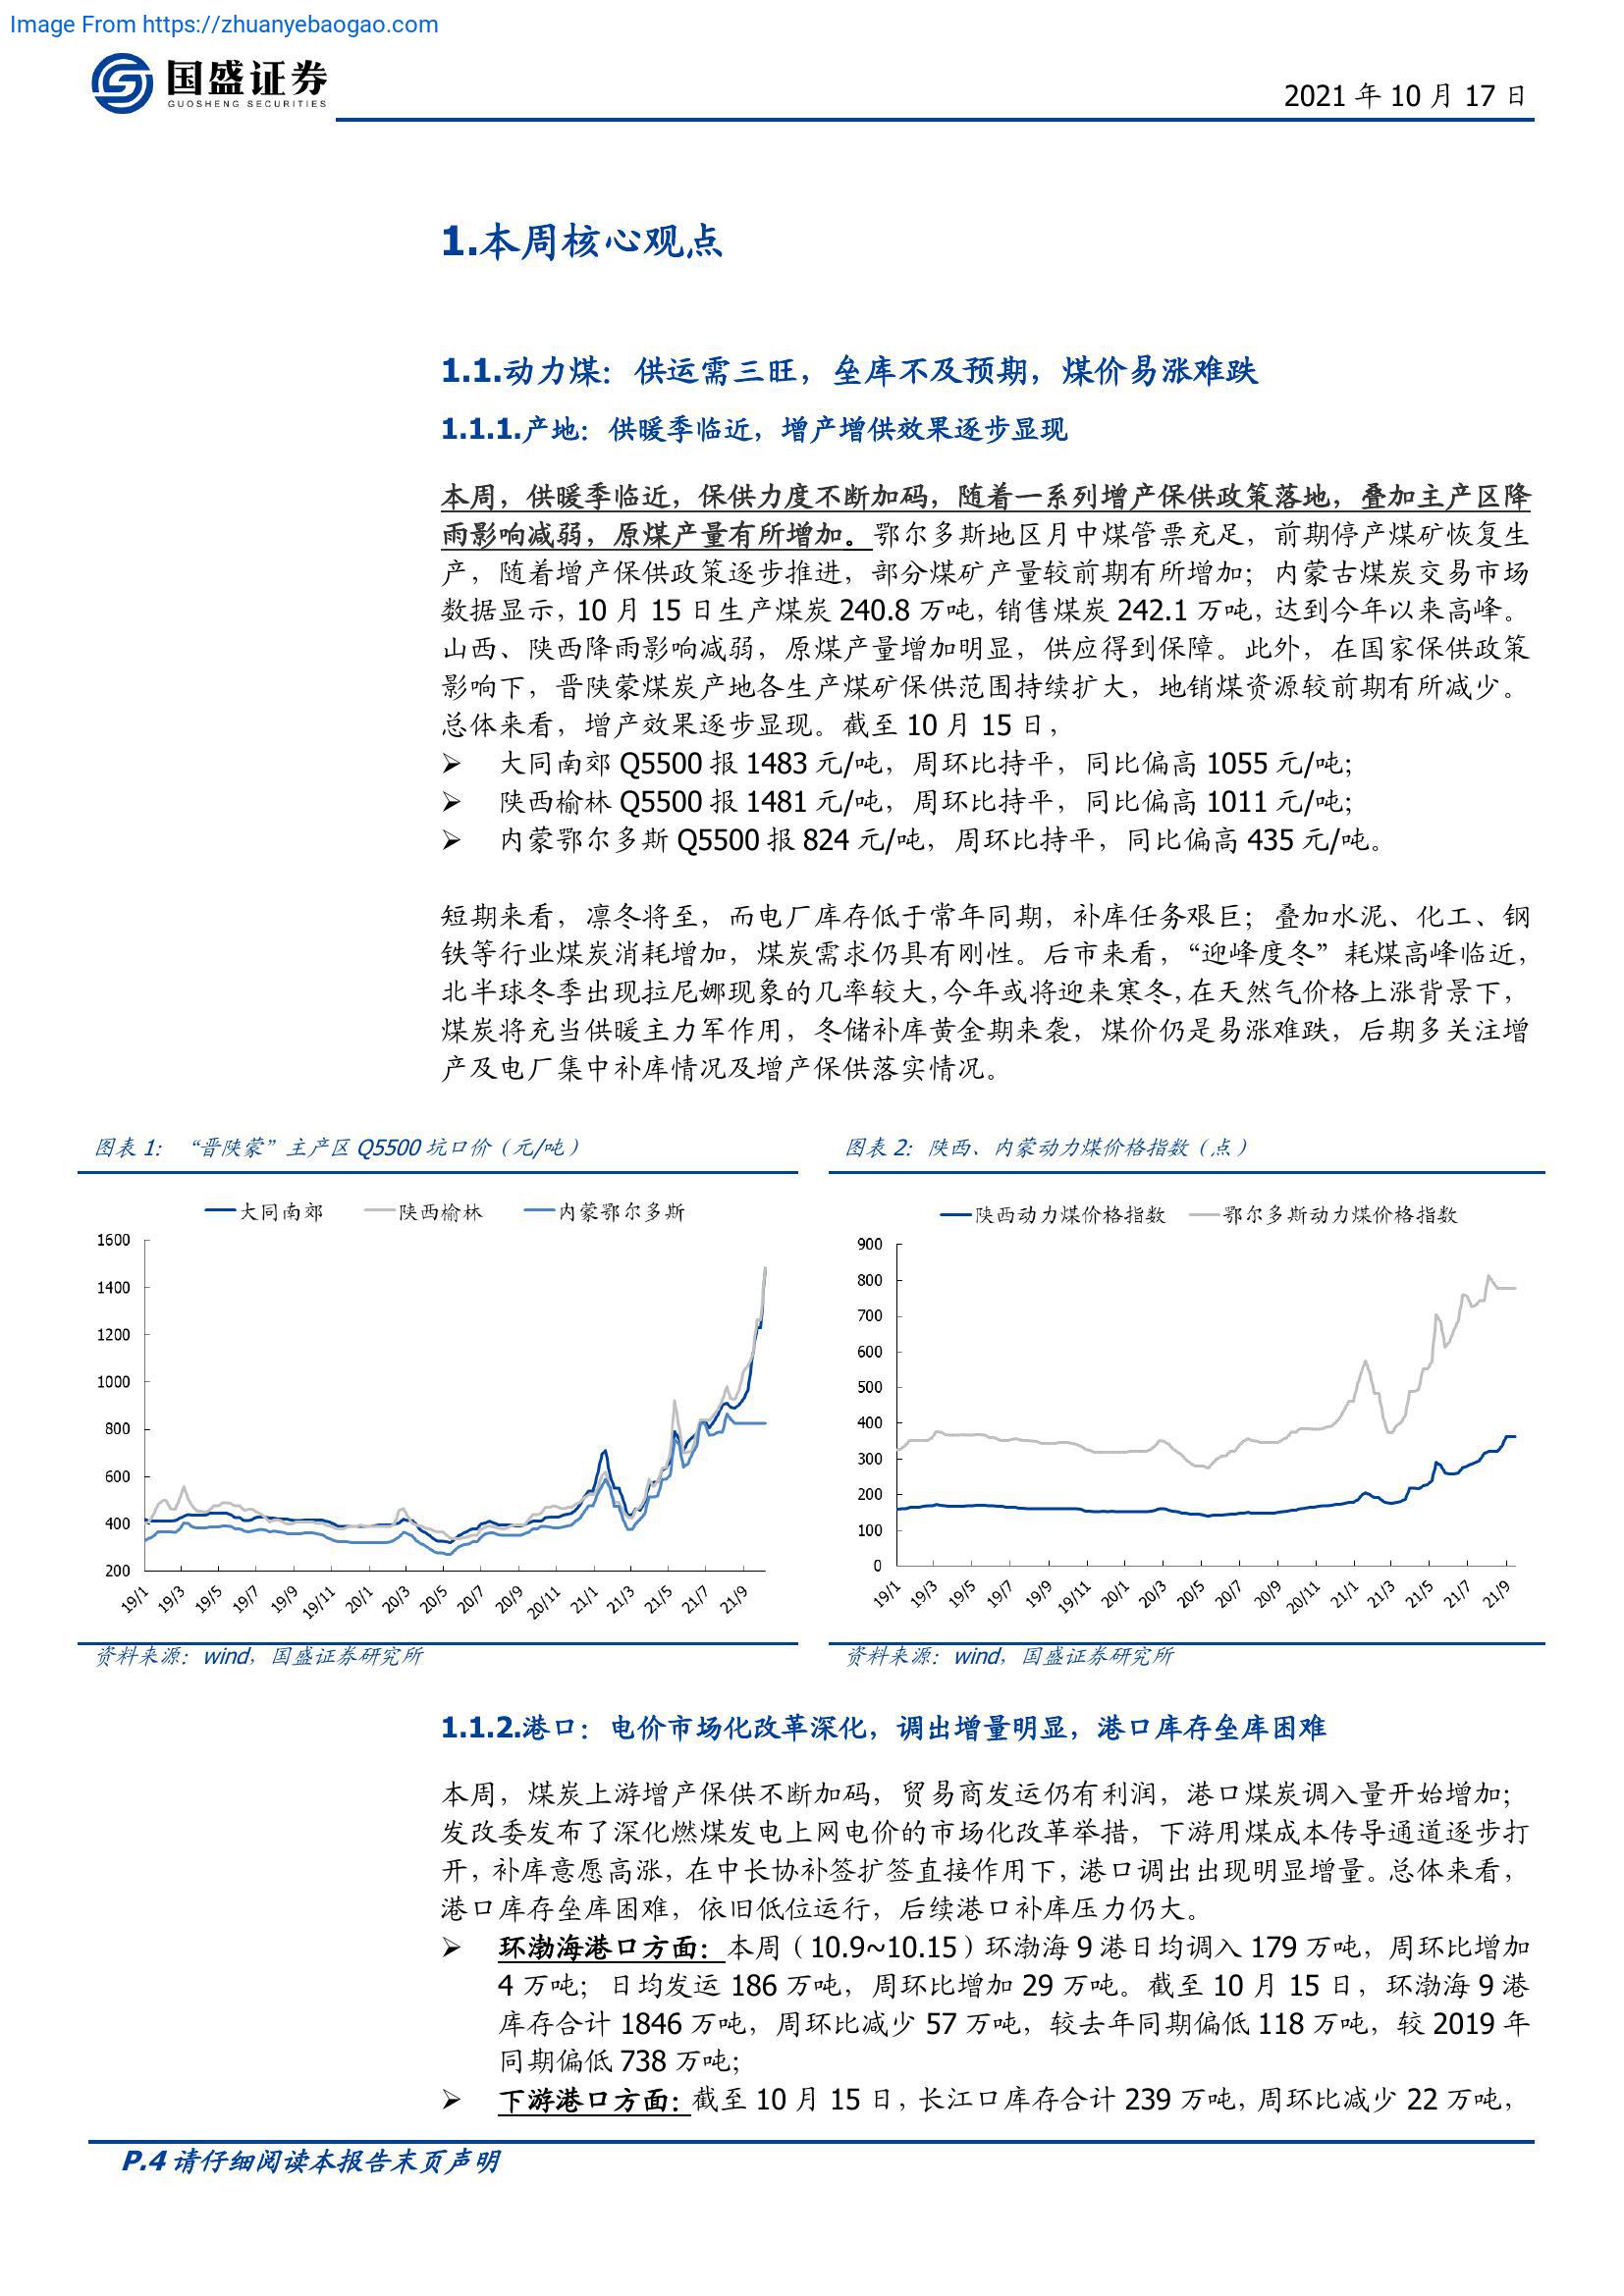 Image From https://zhuanyebaogao.com
国盛证券
GUOSHENG SECURITIES
2021 年 10 月 17 日
1.本周核心观点
1.1.动力煤：供运需三旺，垒库不及预期，煤价易涨难跌
1.1.1.产地：供暖季临近，增产增供效果逐步显现
本周，供暖季临近，保供力度不断加码，随着一系列增产保供政策落地，叠加主产区降
雨影响减弱，原煤产量有所增加。鄂尔多斯地区月中煤管票充足，前期停产煤矿恢复生
产，随着增产保供政策逐步推进，部分煤矿产量较前期有所增加；内蒙古煤炭交易市场
数据显示，10 月 15 日生产煤炭 240.8 万吨，销售煤炭 242.1 万吨，达到今年以来高峰。
山西、陕西降雨影响减弱，原煤产量增加明显，供应得到保障。此外，在国家保供政策
影响下，晋陕蒙煤炭产地各生产煤矿保供范围持续扩大，地销煤资源较前期有所减少。
总体来看，增产效果逐步显现。截至 10 月 15 日，
➢ 大同南郊 Q5500 报 1483 元/吨，周环比持平，同比偏高 1055 元/吨；
➢ 陕西榆林 Q5500 报 1481 元/吨，周环比持平，同比偏高 1011 元/吨；
➢ 内蒙鄂尔多斯 Q5500 报 824 元/吨，周环比持平，同比偏高 435 元/吨。
短期来看，凛冬将至，而电厂库存低于常年同期，补库任务艰巨；叠加水泥、化工、钢
铁等行业煤炭消耗增加，煤炭需求仍具有刚性。后市来看，“迎峰度冬”耗煤高峰临近，
北半球冬季出现拉尼娜现象的几率较大，今年或将迎来寒冬，在天然气价格上涨背景下，
煤炭将充当供暖主力军作用，冬储补库黄金期来袭，煤价仍是易涨难跌，后期多关注增
产及电厂集中补库情况及增产保供落实情况。
图表 1： “晋陕蒙”主产区 Q5500 坑口价（元/吨）
大同南郊 陕西榆林 内蒙鄂尔多斯
1600
1400
1200
1000
800
600
400
200
19/1 19/3 19/5 19/7 19/9 19/11 20/1 20/3 20/5 20/7 20/9 20/11 21/1 21/3 21/5 21/7 21/9
资料来源：wind，国盛证券研究所
图表 2：陕西、内蒙动力煤价格指数（点）
陕西动力煤价格指数 鄂尔多斯动力煤价格指数
900
800
700
600
500
400
300
200
100
0
19/1 19/3 19/5 19/7 19/9 19/11 20/1 20/3 20/5 20/7 20/9 20/11 21/1 21/3 21/5 21/7 21/9
资料来源：wind，国盛证券研究所
1.1.2.港口：电价市场化改革深化，调出增量明显，港口库存垒库困难
本周，煤炭上游增产保供不断加码，贸易商发运仍有利润，港口煤炭调入量开始增加；
发改委发布了深化燃煤发电上网电价的市场化改革举措，下游用煤成本传导通道逐步打
开，补库意愿高涨，在中长协补签扩签直接作用下，港口调出出现明显增量。总体来看，
港口库存垒库困难，依旧低位运行，后续港口补库压力仍大。
➢ 环渤海港口方面：本周（10.9~10.15）环渤海 9 港日均调入 179 万吨，周环比增加
4 万吨；日均发运 186 万吨，周环比增加 29 万吨。截至 10 月 15 日，环渤海 9 港
库存合计 1846 万吨，周环比减少 57 万吨，较去年同期偏低 118 万吨，较 2019 年
同期偏低 738 万吨；
➢ 下游港口方面：截至 10 月 15 日，长江口库存合计 239 万吨，周环比减少 22 万吨，
P.4 请仔细阅读本报告末页声明